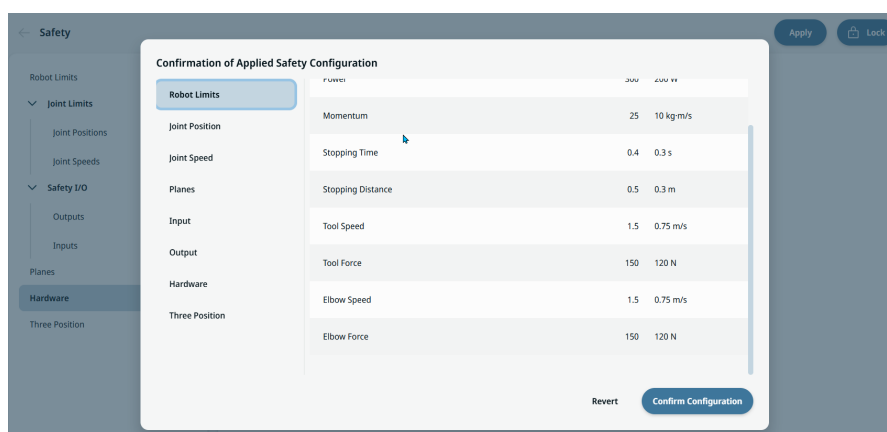 Safety
Apply
Lock
Confirmation of Applied Safety Configuration
Robot Limits
Joint Limits
Joint Positions
Joint Speeds
Safety I/O
Outputs
Inputs
Planes
Hardware
Three Position
Robot Limits
Joint Position
Joint Speed
Planes
Input
Output
Hardware
Three Position
Power 300 200 W
Momentum 25 10 kg-m/s
Stopping Time 0.4 0.3 s
Stopping Distance 0.5 0.3 m
Tool Speed 1.5 0.75 m/s
Tool Force 150 120 N
Elbow Speed 1.5 0.75 m/s
Elbow Force 150 120 N
Revert
Confirm Configuration